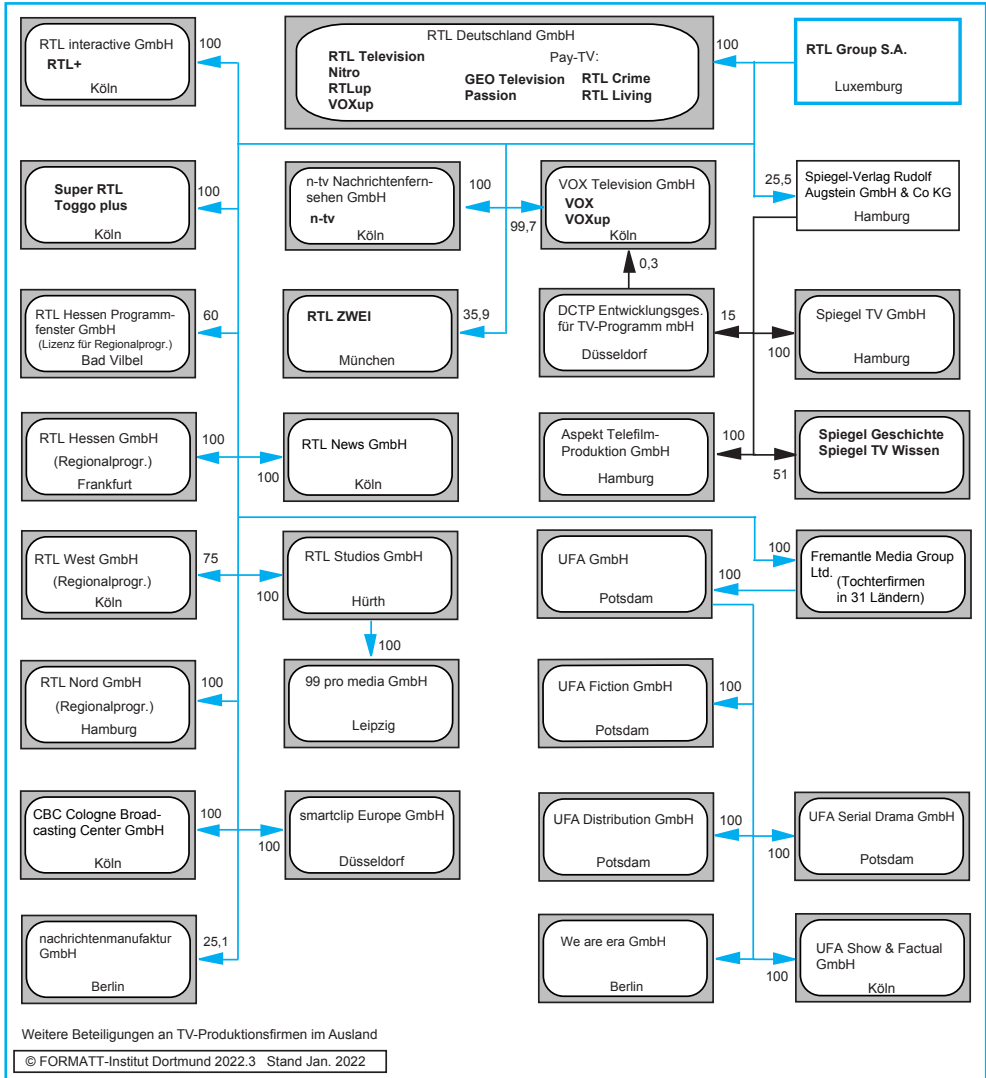 RTL interactive GmbH
RTL+
Köln
100
RTL Deutschland GmbH
RTL Television
Nitro
RTLup
VOXup
Pay-TV:
GEO Television
Passion
RTL Crime
RTL Living
100
RTL Group S.A.
Luxemburg
Super RTL
Toggo plus
Köln
100
n-tv Nachrichtenfern-
sehen GmbH
n-tv
Köln
100
99,7
VOX Television GmbH
VOX
VOXup
Köln
25,5
Spiegel-Verlag Rudolf
Augstein GmbH & Co KG
Hamburg
0,3
RTL Hessen Programm-
fenster GmbH
(Lizenz für Regionalprogr.)
Bad Vilbel
60
RTL ZWEI
München
35,9
DCTP Entwicklungsges.
für TV-Programm mbH
Düsseldorf
15
100
Spiegel TV GmbH
Hamburg
RTL Hessen GmbH
(Regionalprogr.)
Frankfurt
100
100
RTL News GmbH
Köln
Aspekt Telefilm-
Produktion GmbH
Hamburg
100
51
Spiegel Geschichte
Spiegel TV Wissen
RTL West GmbH
(Regionalprogr.)
Köln
75
100
RTL Studios GmbH
Hürth
UFA GmbH
Potsdam
100
100
Fremantle Media Group
Ltd.
(Tochterfirmen
in 31 Ländern)
100
RTL Nord GmbH
(Regionalprogr.)
Hamburg
100
99 pro media GmbH
Leipzig
UFA Fiction GmbH
Potsdam
100
CBC Cologne Broad-
casting Center GmbH
Köln
100
100
smartclip Europe GmbH
Düsseldorf
UFA Distribution GmbH
Potsdam
100
100
UFA Serial Drama GmbH
Potsdam
nachrichtenmanufaktur
GmbH
Berlin
25,1
We are era GmbH
Berlin
100
UFA Show & Factual
GmbH
Köln
Weitere Beteiligungen an TV-Produktionsfirmen im Ausland
© FORMATT-Institut Dortmund 2022.3 Stand Jan. 2022